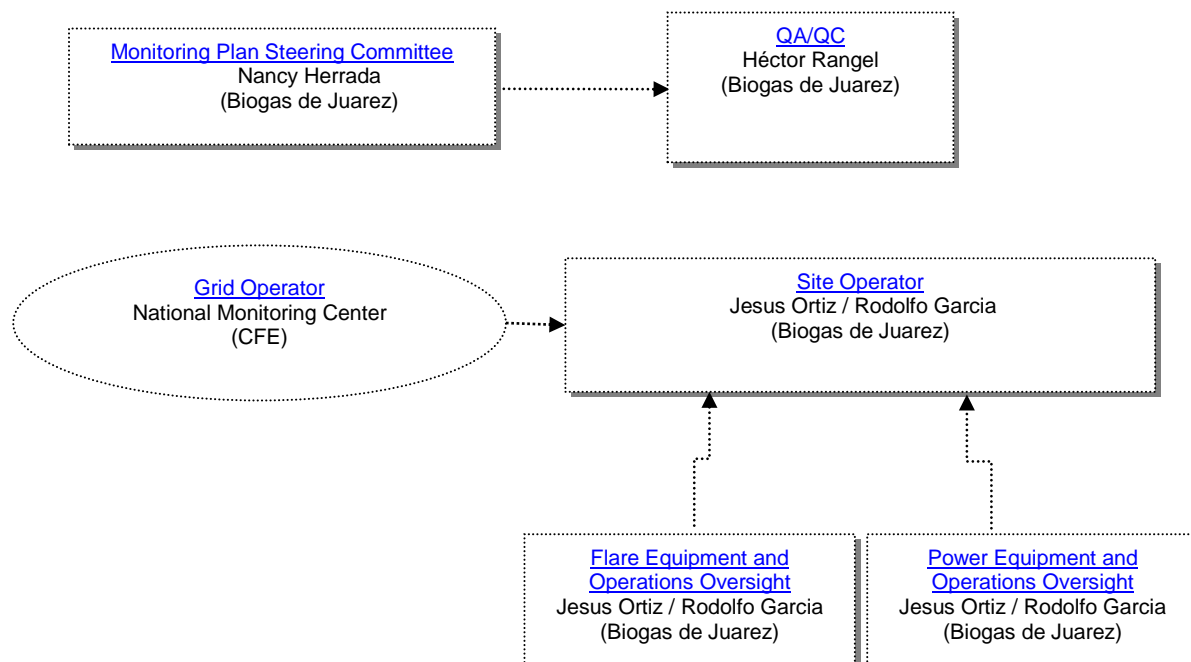 Monitoring Plan Steering Committee
Nancy Herrada
(Biogas de Juarez)
QA/QC
Héctor Rangel
(Biogas de Juarez)
Grid Operator
National Monitoring Center
(CFE)
Site Operator
Jesus Ortiz / Rodolfo Garcia
(Biogas de Juarez)
Flare Equipment and
Operations Oversight
Jesus Ortiz / Rodolfo Garcia
(Biogas de Juarez)
Power Equipment and
Operations Oversight
Jesus Ortiz / Rodolfo Garcia
(Biogas de Juarez)